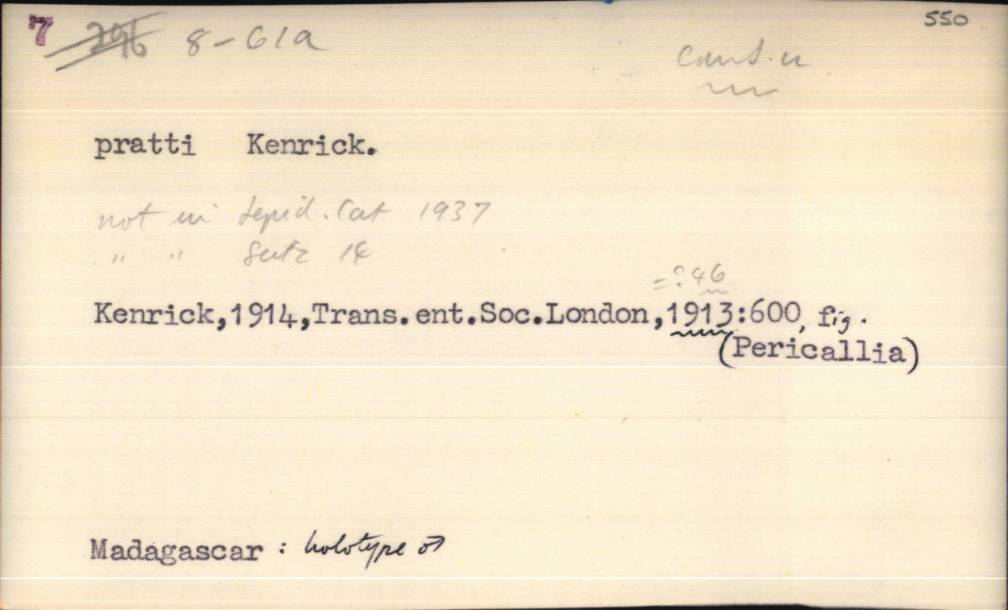 7 296 8-61a
550
pratti Kenrick.
not in Lepid. Cat 1937
" " Seitz 14
=? 46
Kenrick,1914,Trans.ent.Soc.London,1913:600, fig.
(Pericallia)
Madagascar : holotype ♂